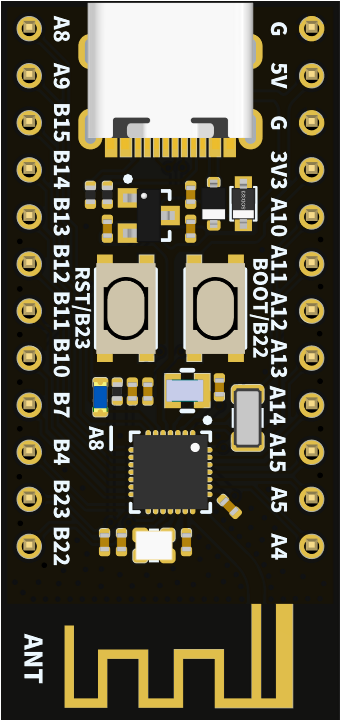 A8
A9
B15
B14
B13
B12
B11
B10
B7
B4
B23
B22
G
5V
G
3V3
A10
A11
A12
A13
A14
A15
A5
A4
RST/B23
BOOT/B22
A8
ANT